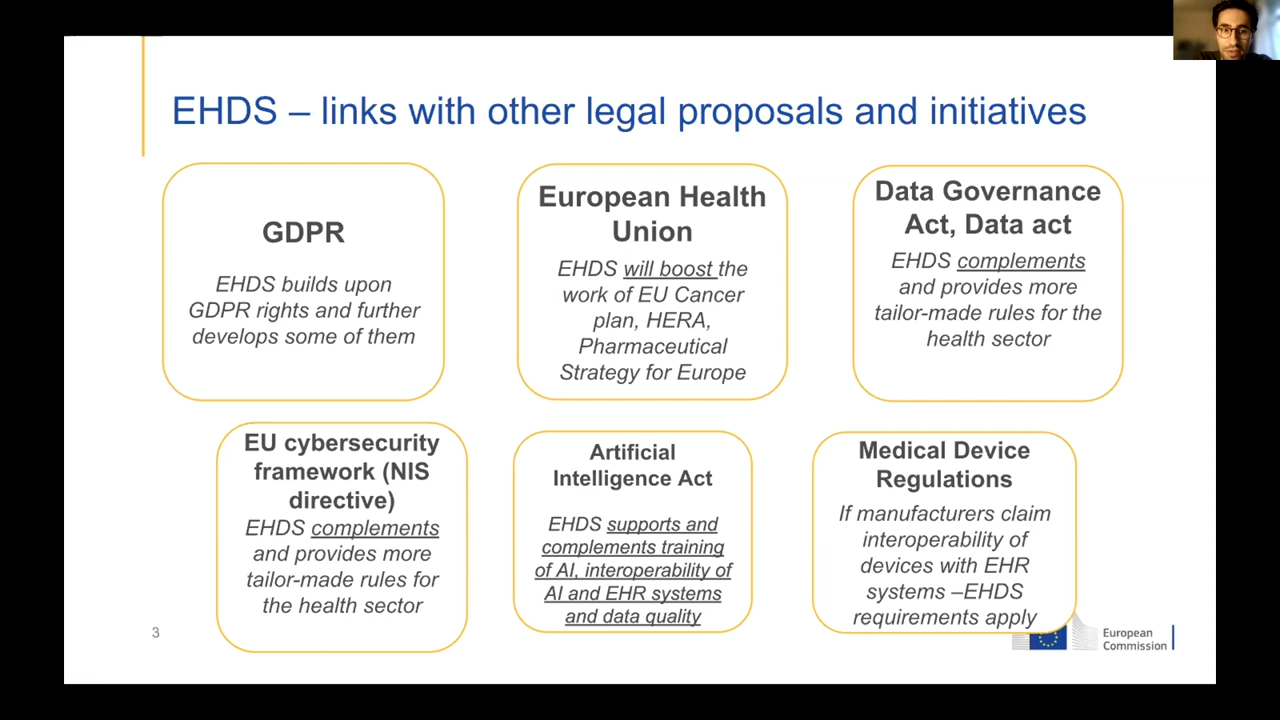 EHDS – links with other legal proposals and initiatives
GDPR
EHDS builds upon
GDPR rights and further
develops some of them
European Health
Union
EHDS will boost the
work of EU Cancer
plan, HERA,
Pharmaceutical
Strategy for Europe
Data Governance
Act, Data act
EHDS complements
and provides more
tailor-made rules for the
health sector
EU cybersecurity
framework (NIS
directive)
EHDS complements
and provides more
tailor-made rules for
the health sector
Artificial
Intelligence Act
EHDS supports and
complements training
of AI, interoperability of
AI and EHR systems
and data quality
Medical Device
Regulations
If manufacturers claim
interoperability of
devices with EHR
systems –EHDS
requirements apply
3
European
Commission